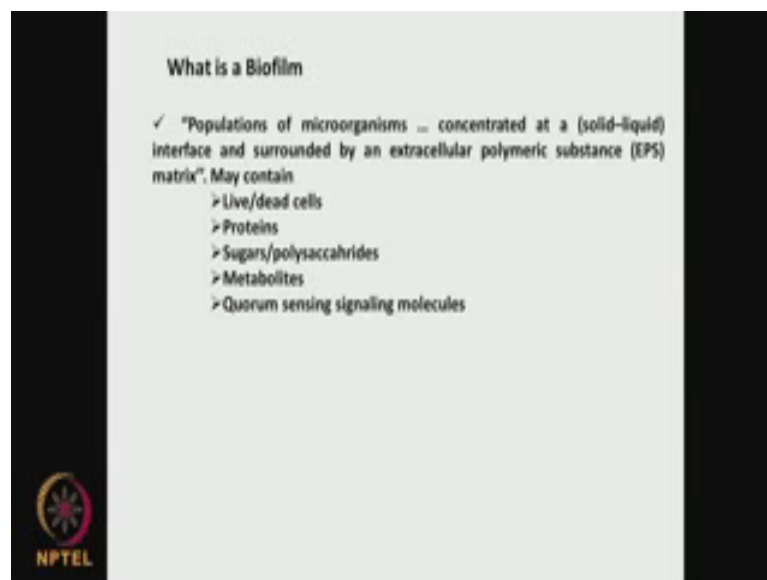 What is a Biofilm
✓ "Populations of microorganisms ... concentrated at a (solid–liquid)
interface and surrounded by an extracellular polymeric substance (EPS)
matrix". May contain
➢Live/dead cells
➢Proteins
➢Sugars/polysaccahrides
➢Metabolites
➢Quorum sensing signaling molecules
NPTEL